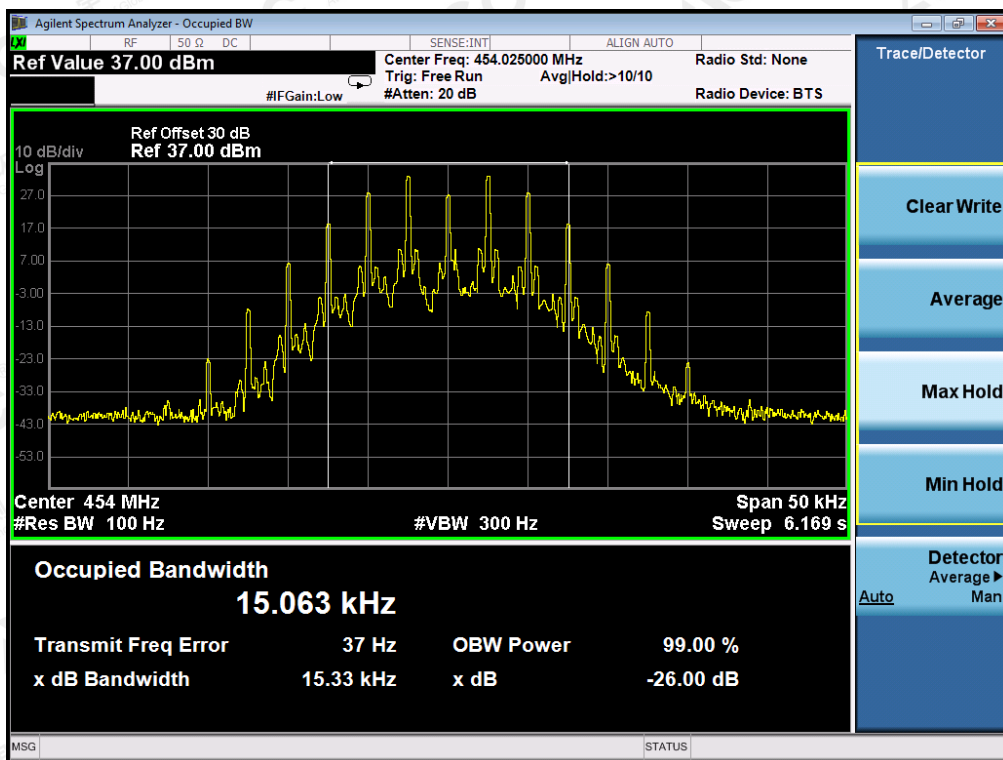 Agilent Spectrum Analyzer - Occupied BW
LXI RF 50 Ω DC SENSE:INT ALIGN AUTO
Ref Value 37.00 dBm
Center Freq: 454.025000 MHz Radio Std: None
Trig: Free Run Avg|Hold:>10/10
#IFGain:Low #Atten: 20 dB Radio Device: BTS
Ref Offset 30 dB
10 dB/div Ref 37.00 dBm
Log
27.0
17.0
7.00
-3.00
-13.0
-23.0
-33.0
-43.0
-53.0
Center 454 MHz Span 50 kHz
#Res BW 100 Hz #VBW 300 Hz Sweep 6.169 s
Occupied Bandwidth
15.063 kHz
Transmit Freq Error 37 Hz OBW Power 99.00 %
x dB Bandwidth 15.33 kHz x dB -26.00 dB
MSG STATUS
Trace/Detector
Clear Write
Average
Max Hold
Min Hold
Detector
Average
Auto Man